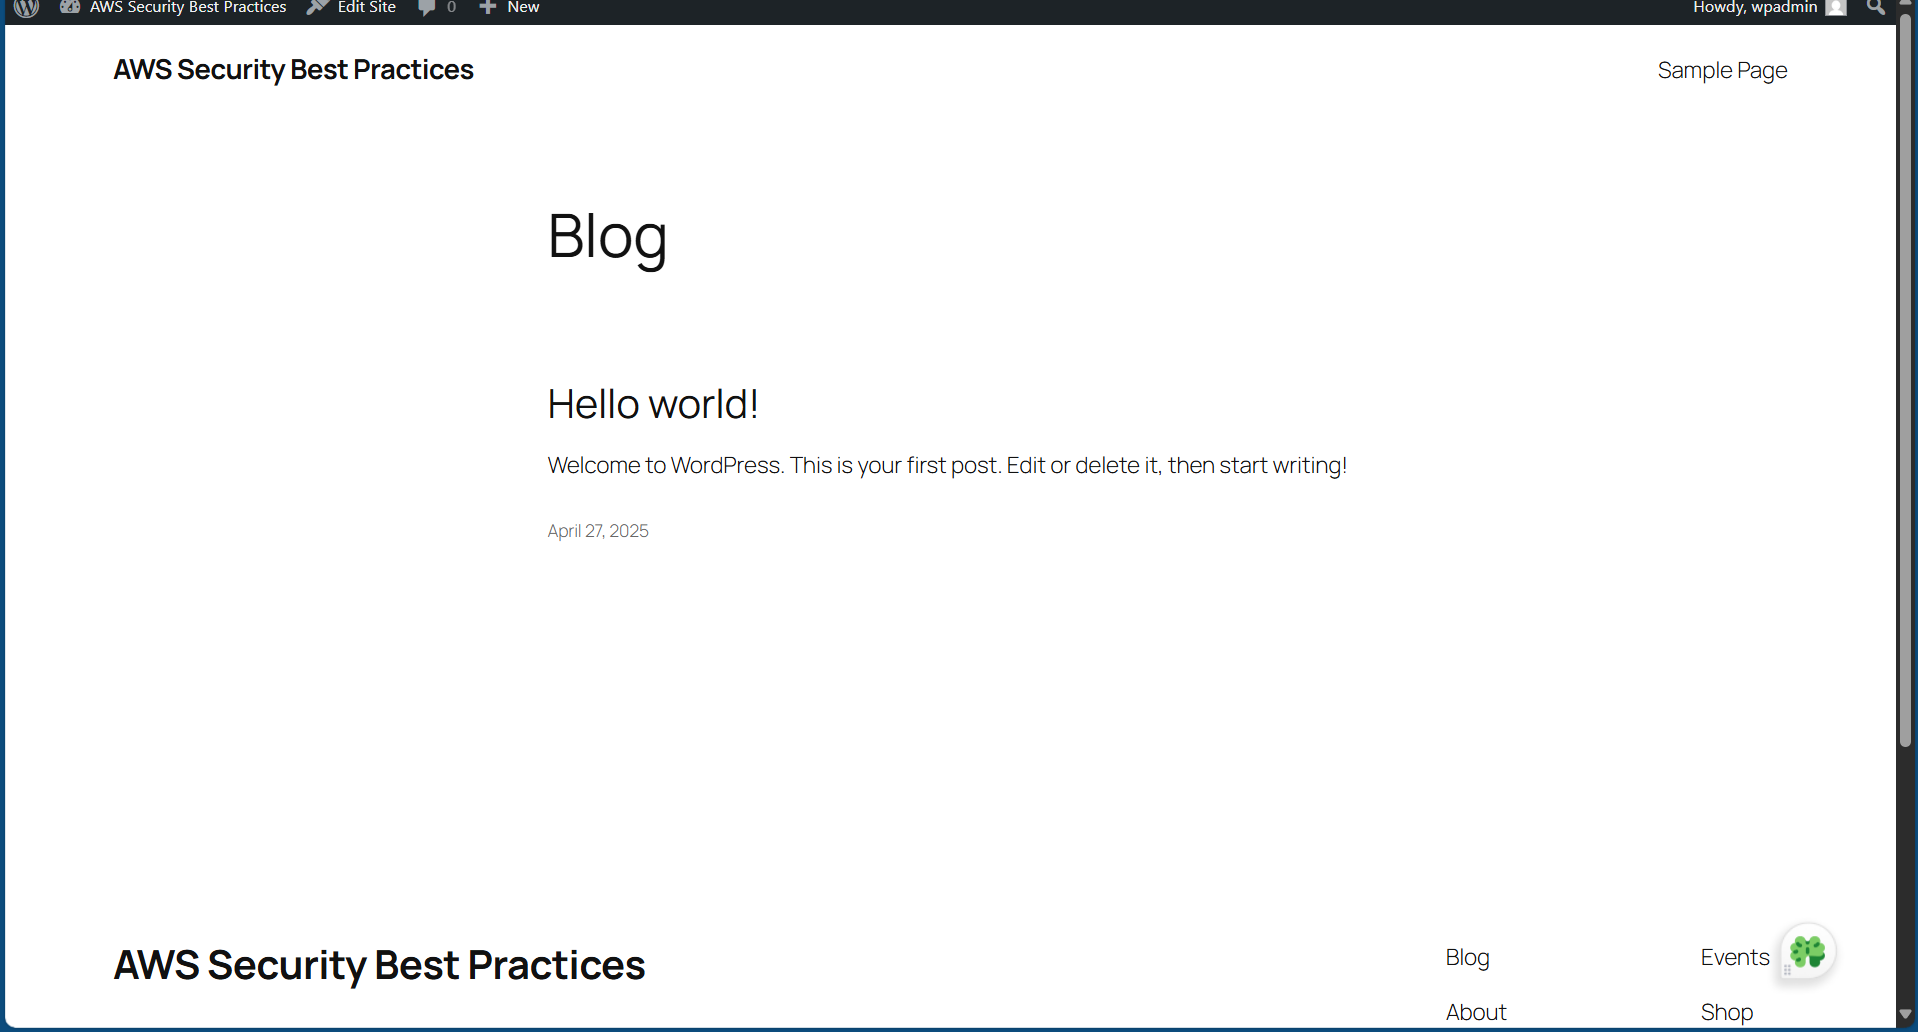 AWS Security Best Practices Edit Site 0 New Howdy, wpadmin
AWS Security Best Practices Sample Page
Blog
Hello world!
Welcome to WordPress. This is your first post. Edit or delete it, then start writing!
April 27, 2025
AWS Security Best Practices
Blog Events
About Shop